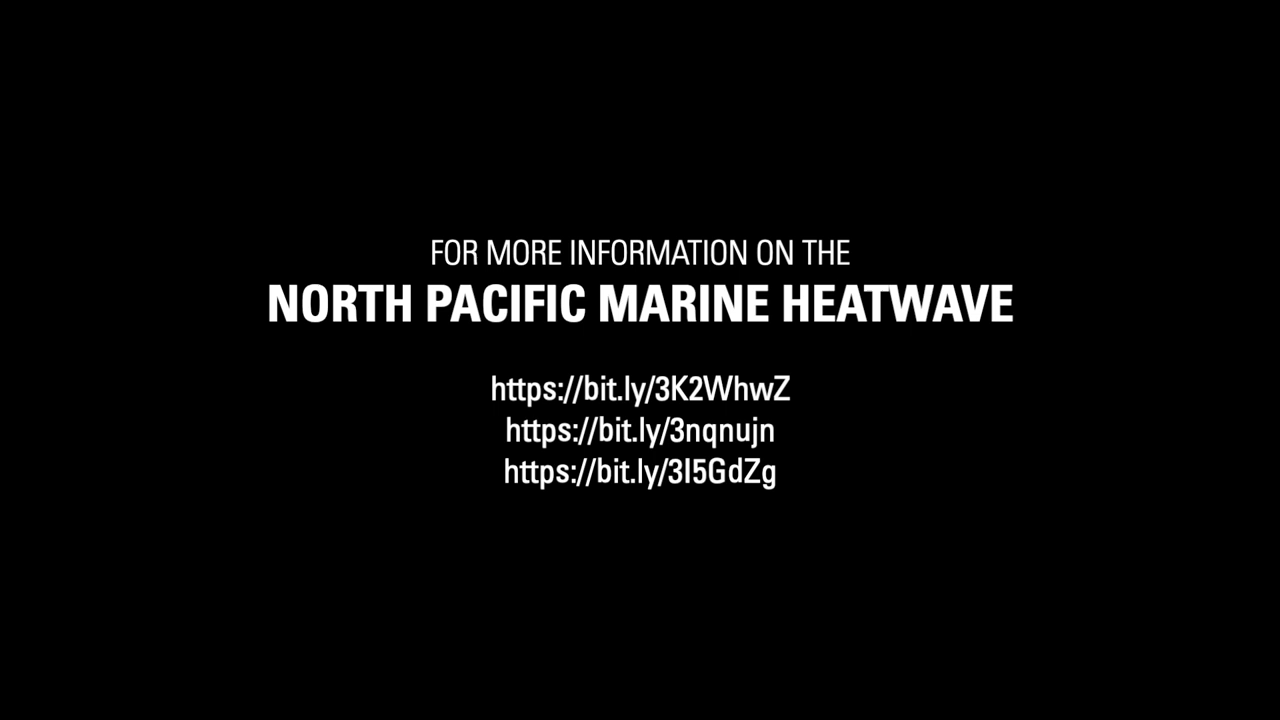 FOR MORE INFORMATION ON THE
NORTH PACIFIC MARINE HEATWAVE
https://bit.ly/3K2WhwZ
https://bit.ly/3nqnujn
https://bit.ly/3I5GdZg